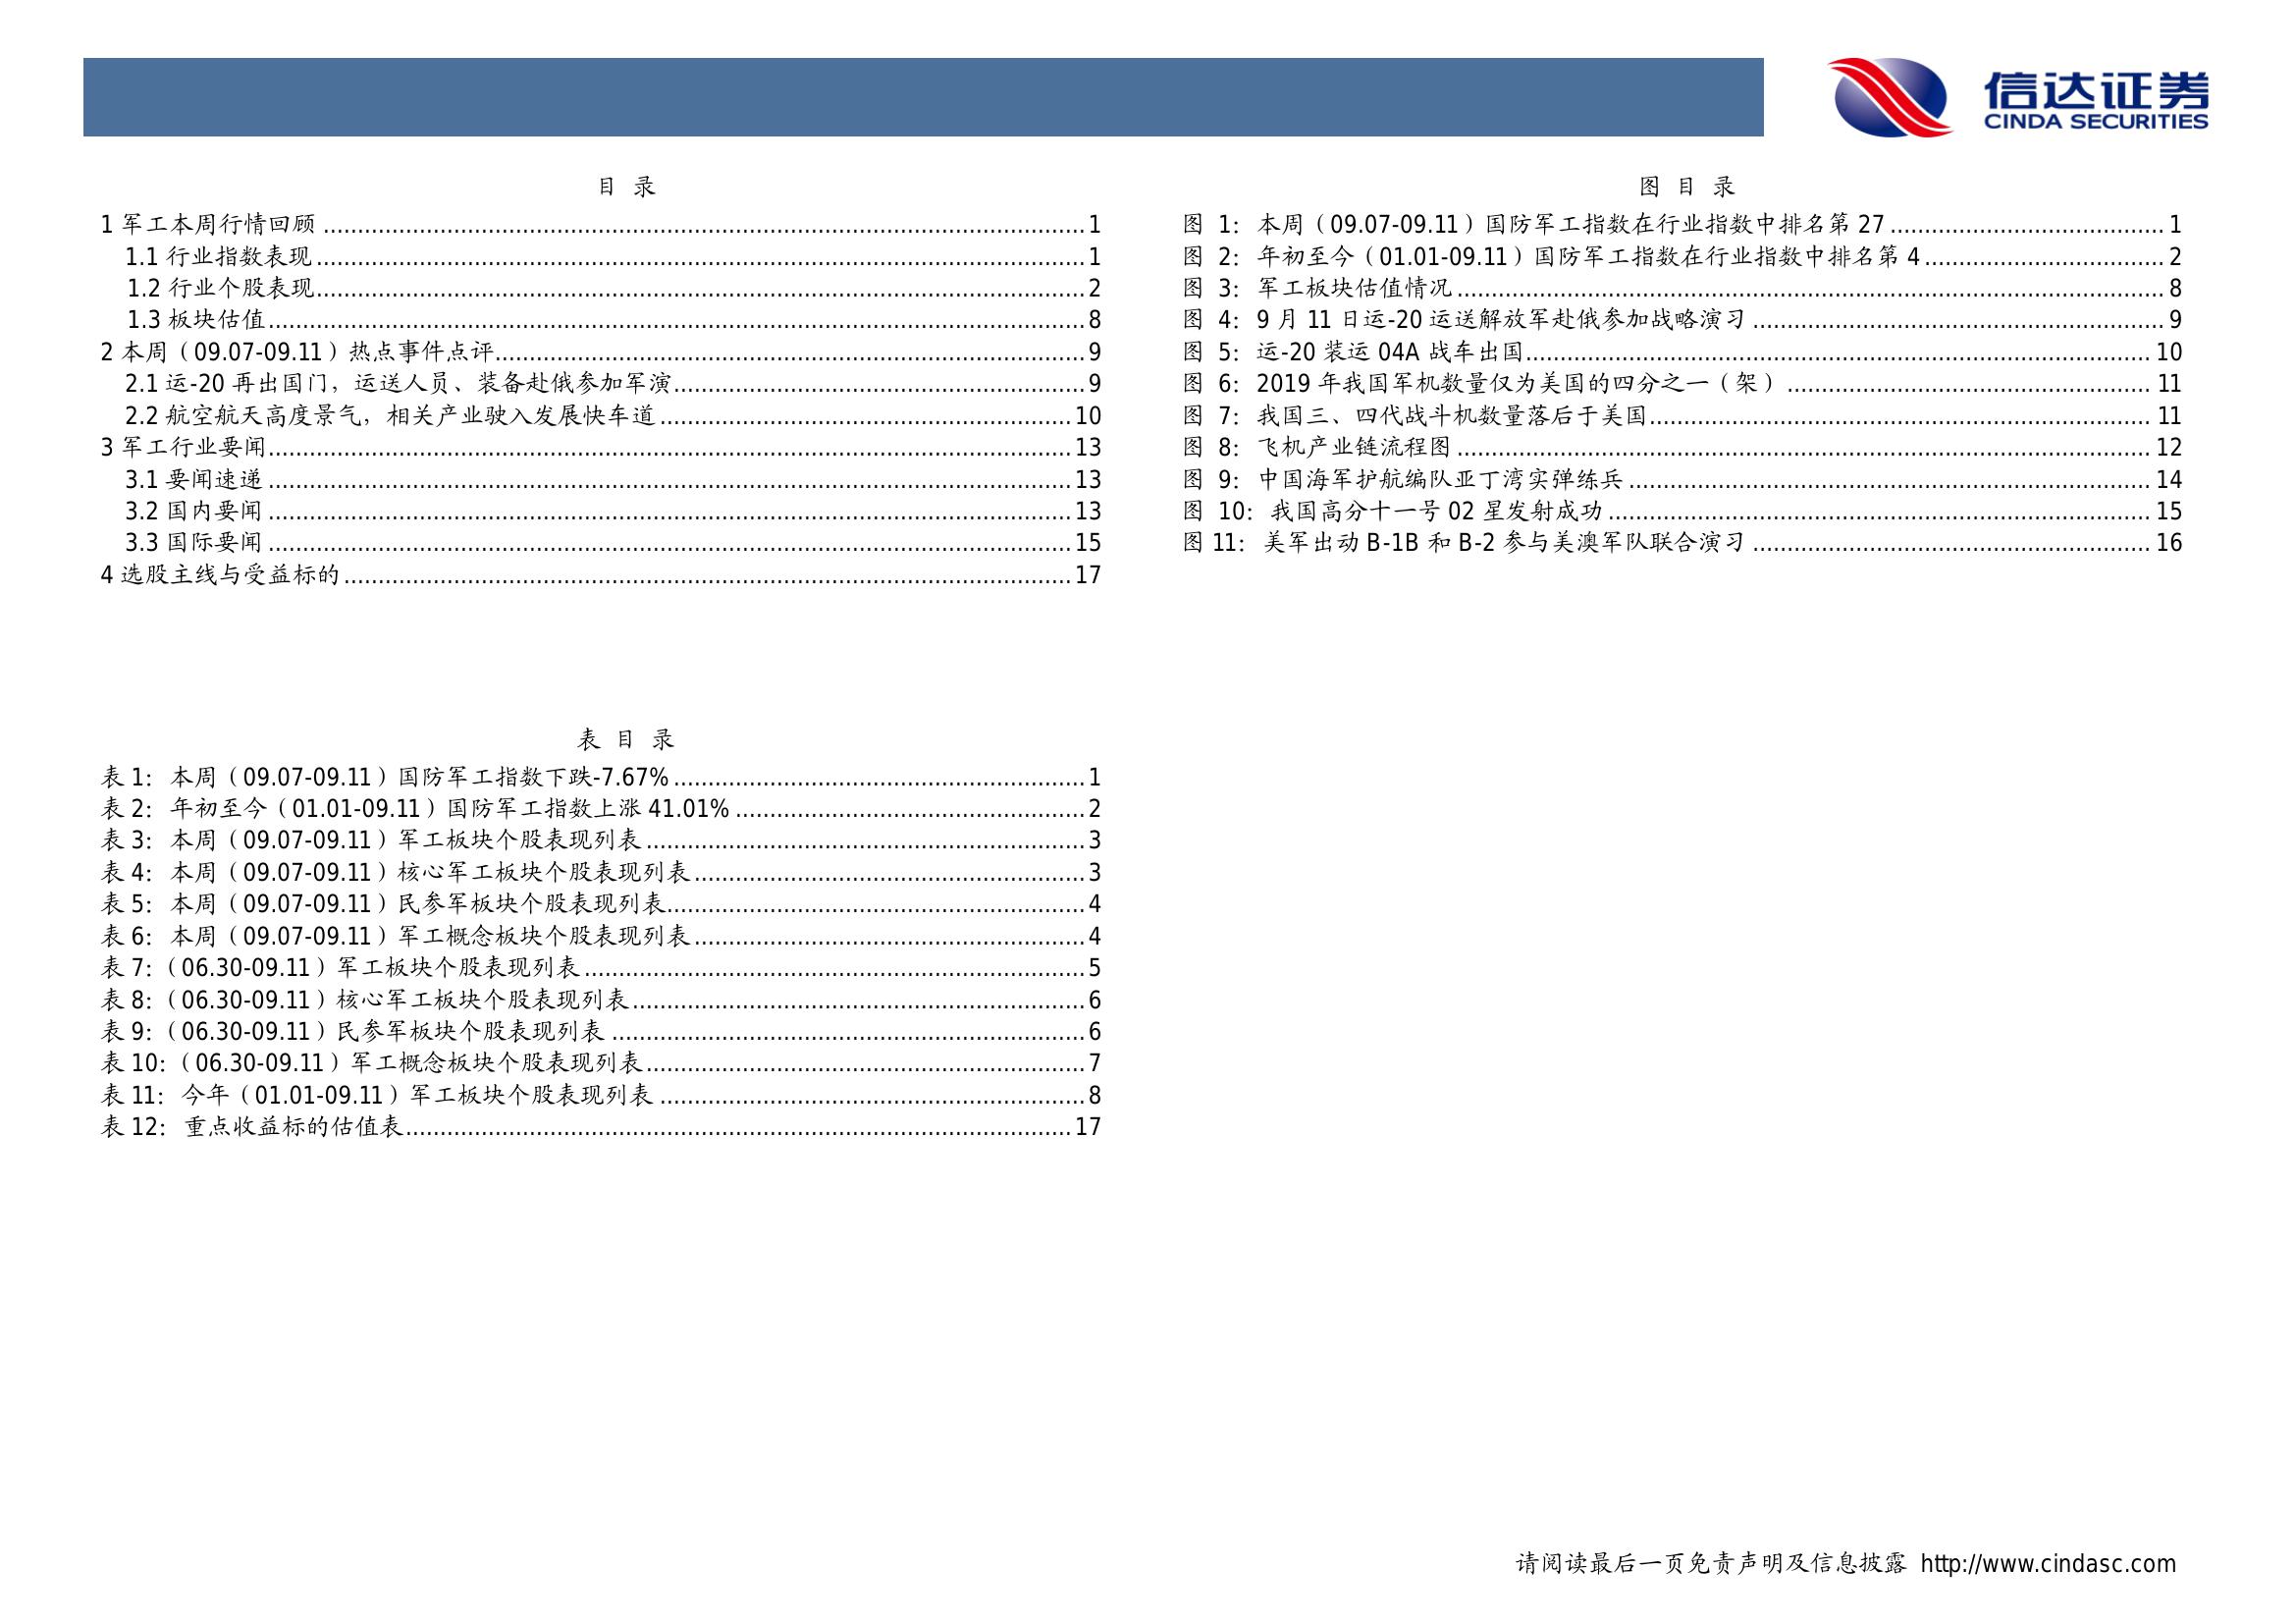 信达证券
CINDA SECURITIES
目 录
1 军工本周行情回顾 ........ 1
1.1 行业指数表现 ........ 1
1.2 行业个股表现 ........ 2
1.3 板块估值 ........ 8
2 本周（09.07-09.11）热点事件点评 ........ 9
2.1 运-20 再出国门，运送人员、装备赴俄参加军演 ........ 9
2.2 航空航天高度景气，相关产业驶入发展快车道 ........ 10
3 军工行业要闻 ........ 13
3.1 要闻速递 ........ 13
3.2 国内要闻 ........ 13
3.3 国际要闻 ........ 15
4 选股主线与受益标的 ........ 17
表 目 录
表 1：本周（09.07-09.11）国防军工指数下跌-7.67% ........ 1
表 2：年初至今（01.01-09.11）国防军工指数上涨 41.01% ........ 2
表 3：本周（09.07-09.11）军工板块个股表现列表 ........ 3
表 4：本周（09.07-09.11）核心军工板块个股表现列表 ........ 3
表 5：本周（09.07-09.11）民参军板块个股表现列表 ........ 4
表 6：本周（09.07-09.11）军工概念板块个股表现列表 ........ 4
表 7：（06.30-09.11）军工板块个股表现列表 ........ 5
表 8：（06.30-09.11）核心军工板块个股表现列表 ........ 6
表 9：（06.30-09.11）民参军板块个股表现列表 ........ 6
表 10：（06.30-09.11）军工概念板块个股表现列表 ........ 7
表 11：今年（01.01-09.11）军工板块个股表现列表 ........ 8
表 12：重点收益标的估值表 ........ 17
图 目 录
图 1：本周（09.07-09.11）国防军工指数在行业指数中排名第 27 ........ 1
图 2：年初至今（01.01-09.11）国防军工指数在行业指数中排名第 4 ........ 2
图 3：军工板块估值情况 ........ 8
图 4：9 月 11 日运-20 运送解放军赴俄参加战略演习 ........ 9
图 5：运-20 装运 04A 战车出国 ........ 10
图 6：2019 年我国军机数量仅为美国的四分之一（架） ........ 11
图 7：我国三、四代战斗机数量落后于美国 ........ 11
图 8：飞机产业链流程图 ........ 12
图 9：中国海军护航编队亚丁湾实弹练兵 ........ 14
图 10：我国高分十一号 02 星发射成功 ........ 15
图 11：美军出动 B-1B 和 B-2 参与美澳军队联合演习 ........ 16
请阅读最后一页免责声明及信息披露 http://www.cindasc.com